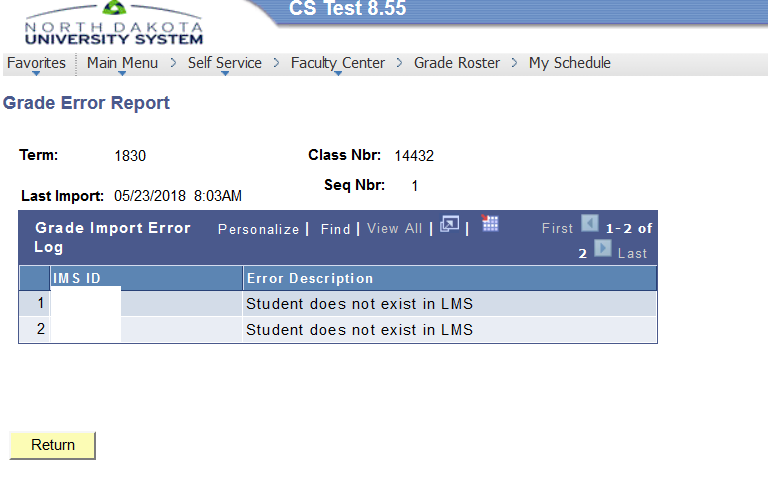 CS Test 8.55
NORTH DAKOTA
UNIVERSITY SYSTEM
Favorites Main Menu > Self Service > Faculty Center > Grade Roster > My Schedule
Grade Error Report
Term: 1830 Class Nbr: 14432
Last Import: 05/23/2018 8:03AM Seq Nbr: 1
Grade Import Error Log Personalize | Find | View All | | First 1-2 of 2 Last
IMS ID Error Description
1 Student does not exist in LMS
2 Student does not exist in LMS
Return